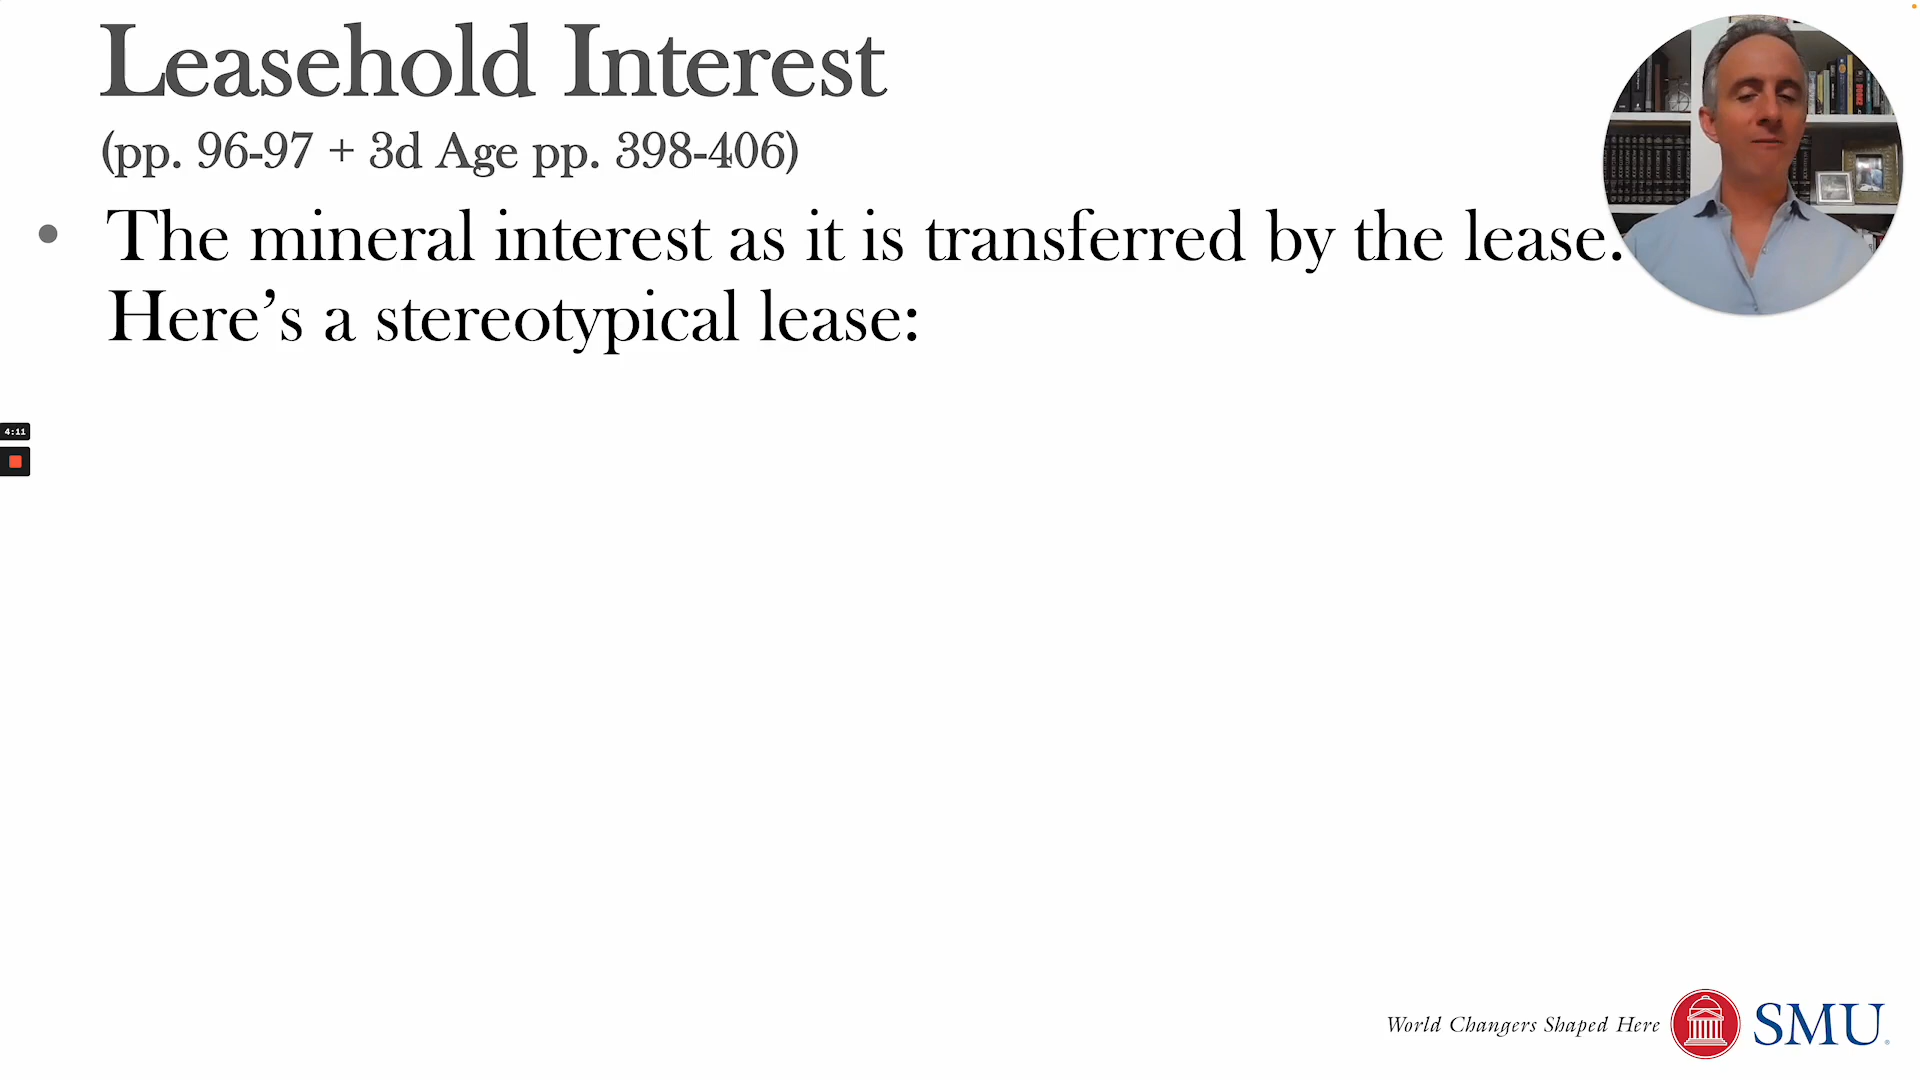 Leasehold Interest
(pp. 96-97 + 3d Age pp. 398-406)
• The mineral interest as it is transferred by the lease.
Here’s a stereotypical lease:
4:11
World Changers Shaped Here
SMU